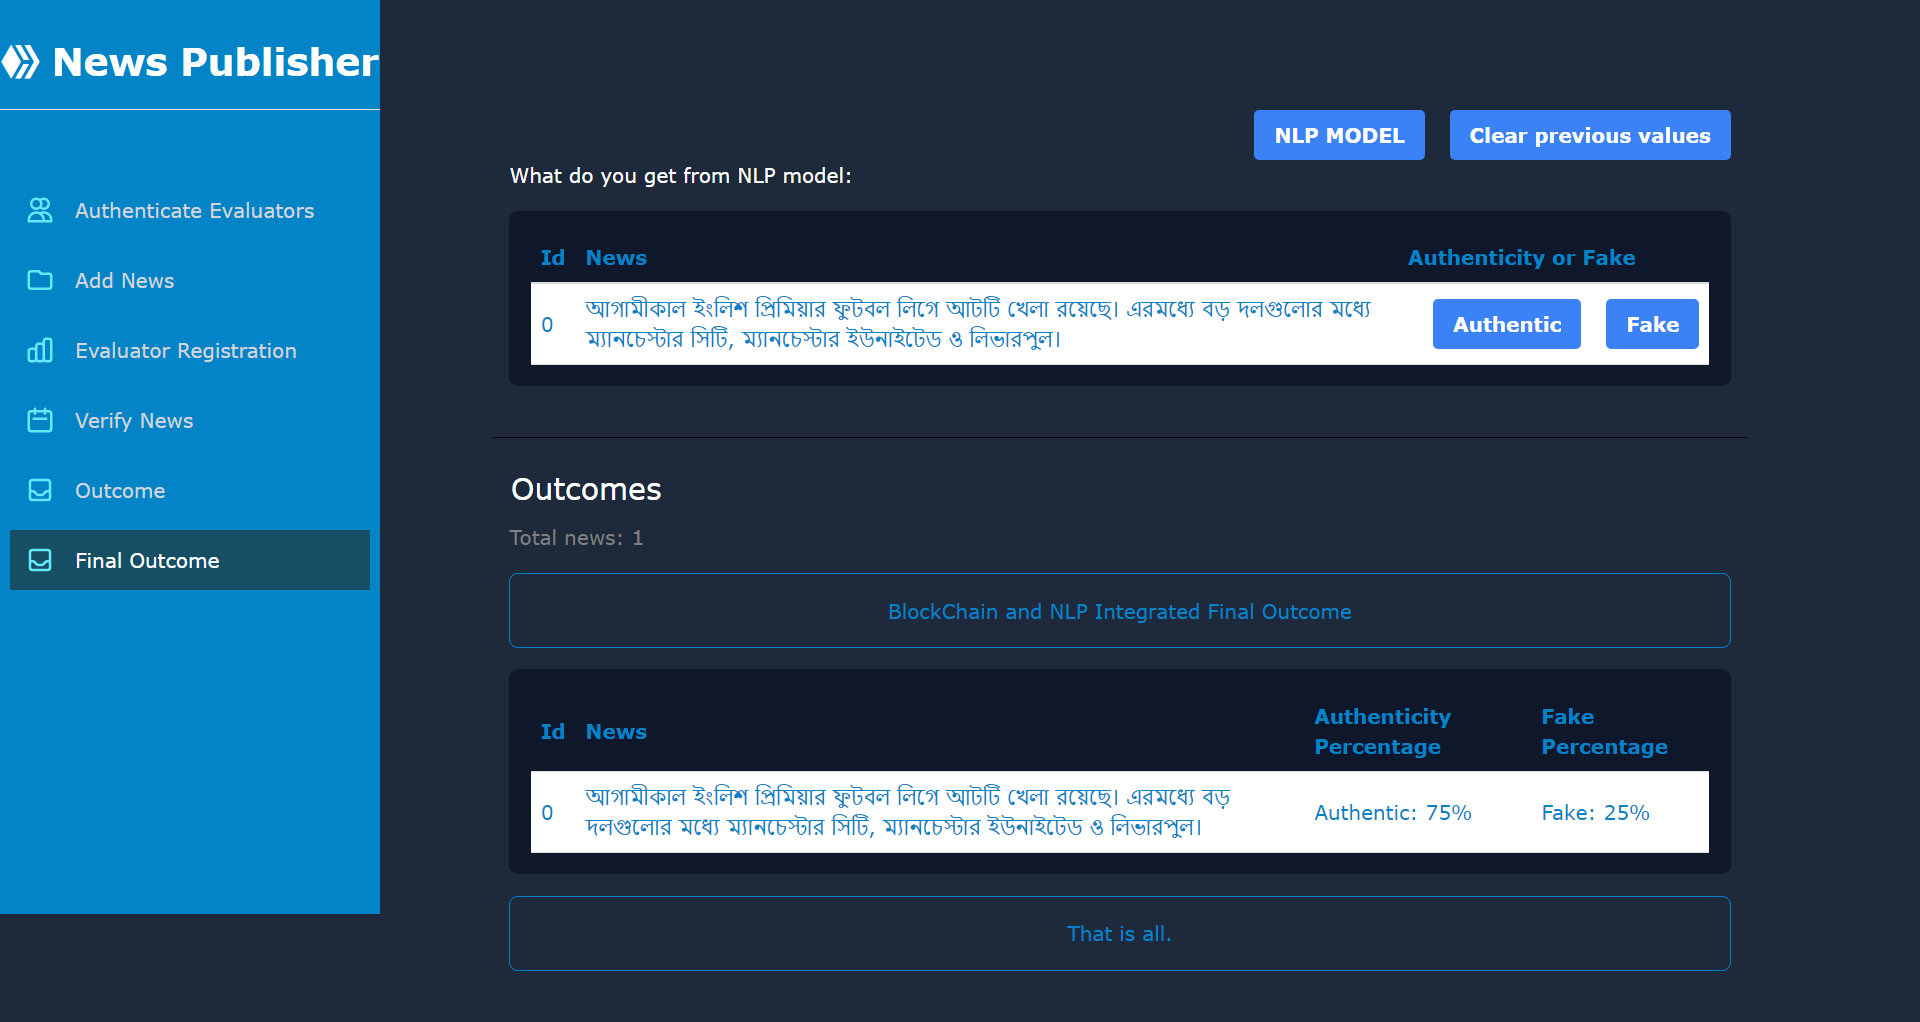 News Publisher
Authenticate Evaluators
Add News
Evaluator Registration
Verify News
Outcome
Final Outcome
NLP MODEL
Clear previous values
What do you get from NLP model:
Id News Authenticity or Fake
0 আগামীকাল ইংলিশ প্রিমিয়ার ফুটবল লিগে আটটি খেলা রয়েছে। এরমধ্যে বড় দলগুলোর মধ্যে
ম্যানচেস্টার সিটি, ম্যানচেস্টার ইউনাইটেড ও লিভারপুল।
Authentic Fake
Outcomes
Total news: 1
BlockChain and NLP Integrated Final Outcome
Id News Authenticity Percentage Fake Percentage
0 আগামীকাল ইংলিশ প্রিমিয়ার ফুটবল লিগে আটটি খেলা রয়েছে। এরমধ্যে বড়
দলগুলোর মধ্যে ম্যানচেস্টার সিটি, ম্যানচেস্টার ইউনাইটেড ও লিভারপুল।
Authentic: 75% Fake: 25%
That is all.